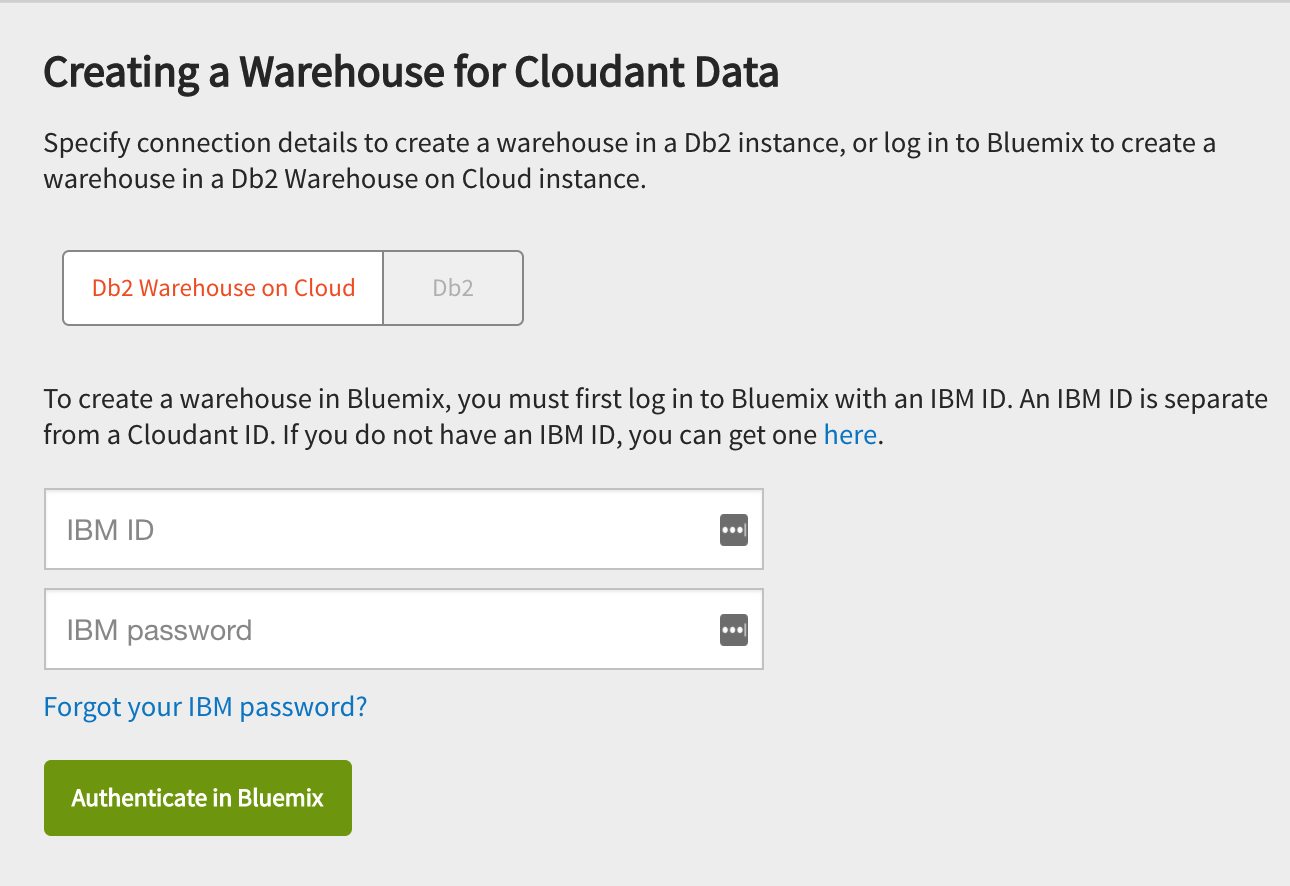 Creating a Warehouse for Cloudant Data
Specify connection details to create a warehouse in a Db2 instance, or log in to Bluemix to create a
warehouse in a Db2 Warehouse on Cloud instance.
Db2 Warehouse on Cloud
Db2
To create a warehouse in Bluemix, you must first log in to Bluemix with an IBM ID. An IBM ID is separate
from a Cloudant ID. If you do not have an IBM ID, you can get one here.
IBM ID
IBM password
Forgot your IBM password?
Authenticate in Bluemix